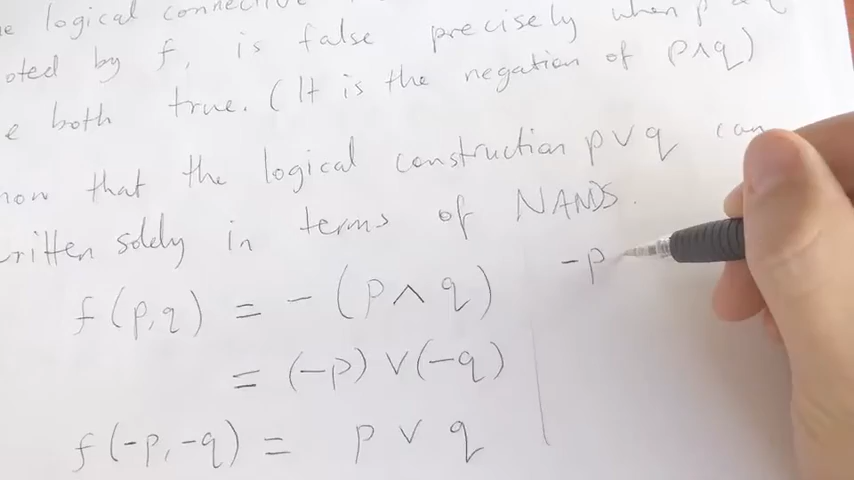 logical connective
by f, is false precisely when p & q
both true. (It is the negation of p∧q)
that the logical construction p∨q can
written solely in terms of NANDS.
f(p,q) = -(p∧q)
= (-p)∨(-q)
f(-p,-q) = p∨q
-p